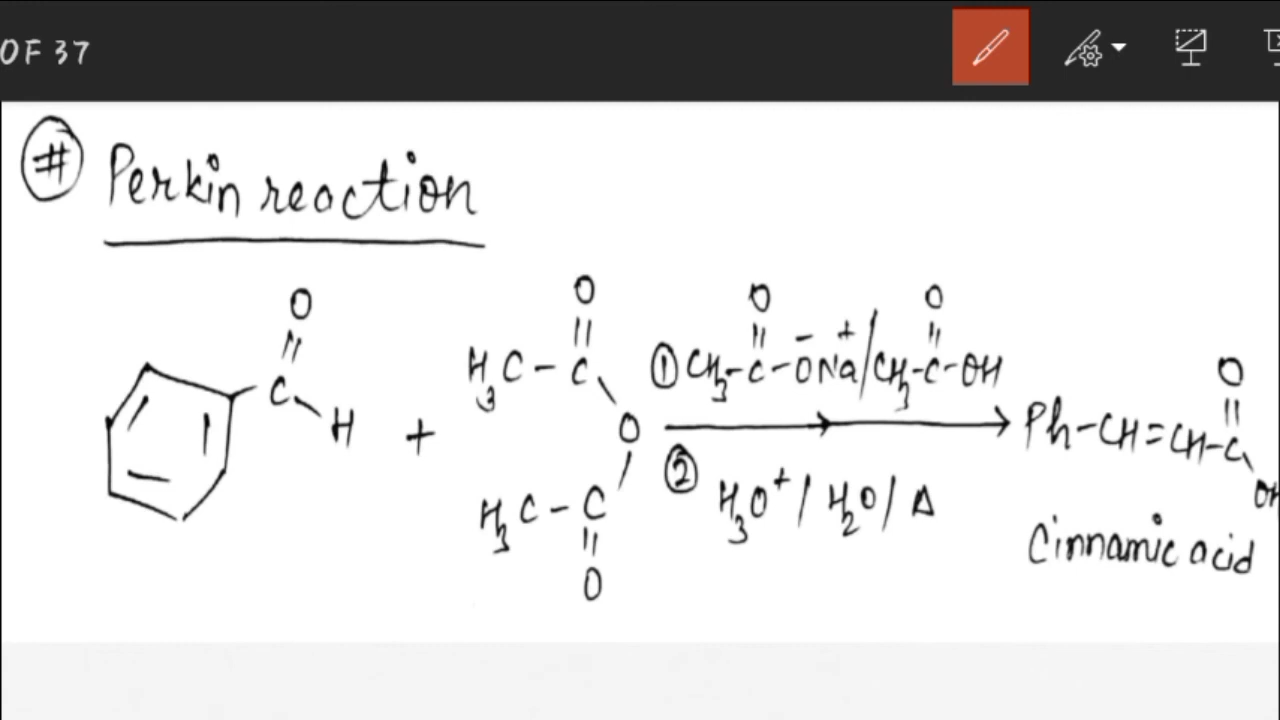 OF 37
# Perkin reaction
O O O O
H3C-C ① CH3-C-O⁻Na⁺/CH3-C-OH O
C H + O Ph-CH=CH-C
② H3O⁺/H2O/Δ OH
H3C-C
O
Cinnamic acid